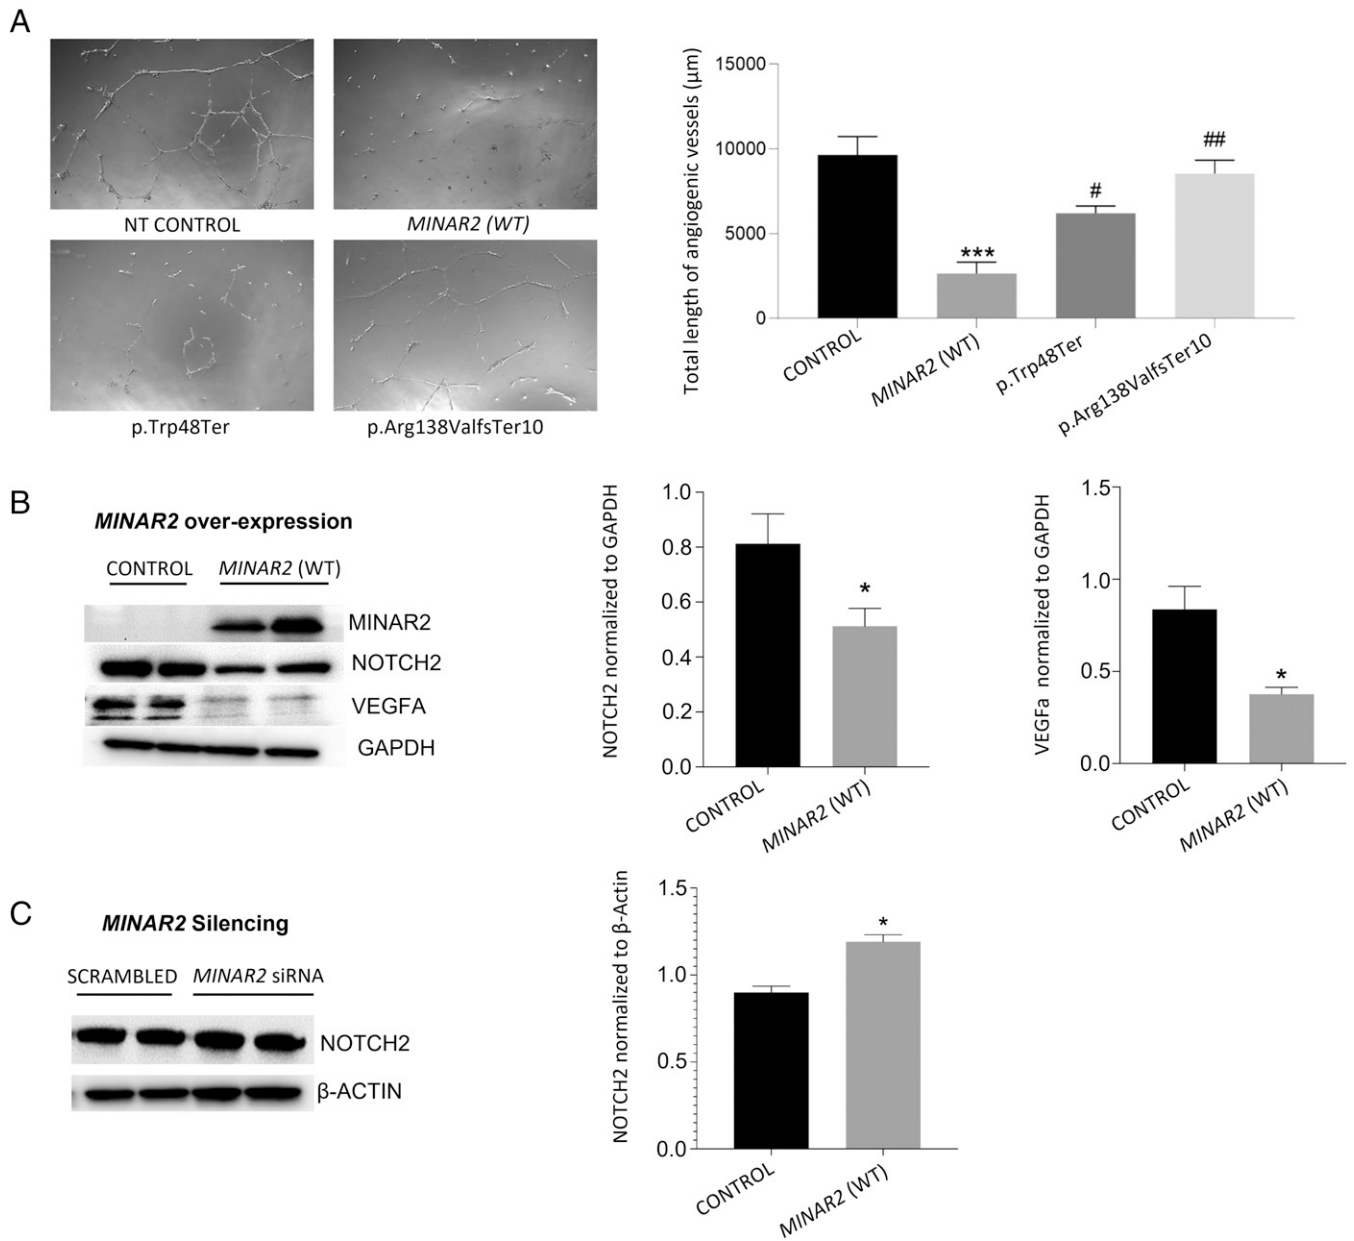 A
NT CONTROL
MINAR2 (WT)
p.Trp48Ter
p.Arg138ValfsTer10
Total length of angiogenic vessels (µm)
15000
10000
5000
0
***
#
##
CONTROL
MINAR2 (WT)
p.Trp48Ter
p.Arg138ValfsTer10
B
MINAR2 over-expression
CONTROL
MINAR2 (WT)
MINAR2
NOTCH2
VEGFA
GAPDH
NOTCH2 normalized to GAPDH
1.0
0.8
0.6
0.4
0.2
0.0
*
CONTROL
MINAR2 (WT)
VEGFa normalized to GAPDH
1.5
1.0
0.5
0.0
*
CONTROL
MINAR2 (WT)
C
MINAR2 Silencing
SCRAMBLED
MINAR2 siRNA
NOTCH2
β-ACTIN
NOTCH2 normalized to β-Actin
1.5
1.0
0.5
0.0
*
CONTROL
MINAR2 (WT)